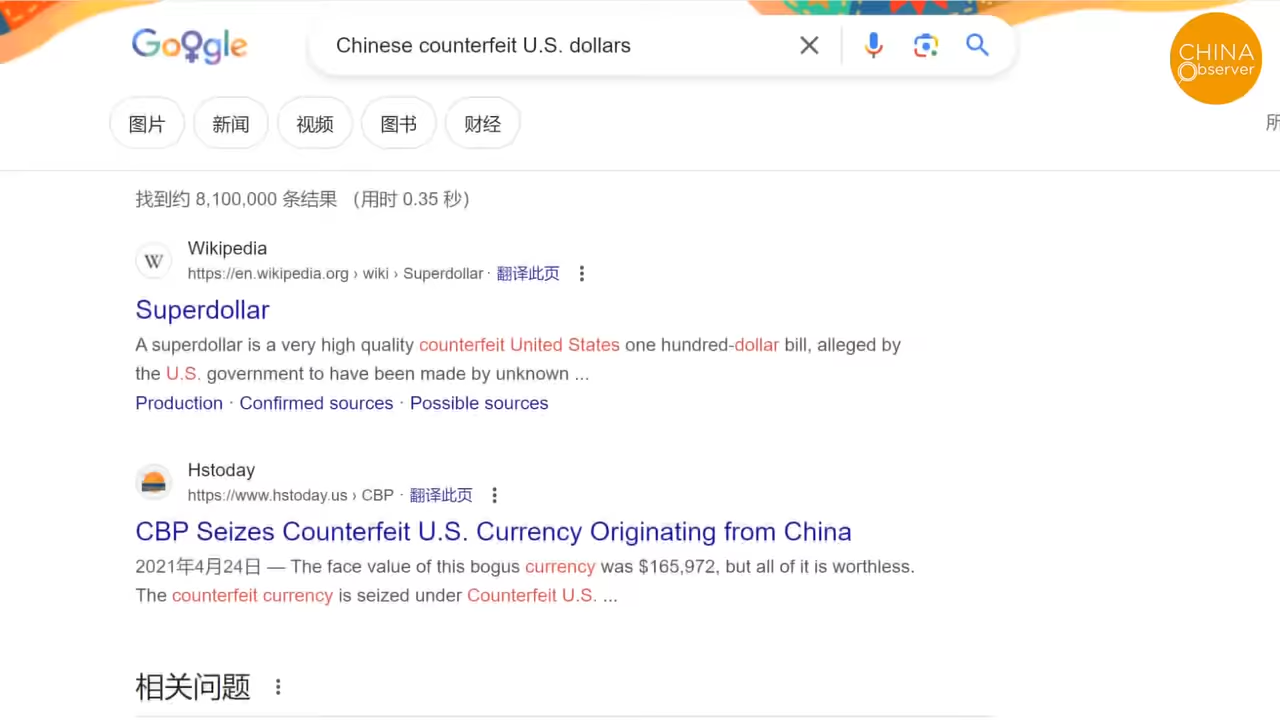 Google
Chinese counterfeit U.S. dollars
CHINA
Observer
图片 新闻 视频 图书 财经
所
找到约 8,100,000 条结果 （用时 0.35 秒）
Wikipedia
https://en.wikipedia.org › wiki › Superdollar · 翻译此页
Superdollar
A superdollar is a very high quality counterfeit United States one hundred-dollar bill, alleged by
the U.S. government to have been made by unknown ...
Production · Confirmed sources · Possible sources
Hstoday
https://www.hstoday.us › CBP · 翻译此页
CBP Seizes Counterfeit U.S. Currency Originating from China
2021年4月24日 — The face value of this bogus currency was $165,972, but all of it is worthless.
The counterfeit currency is seized under Counterfeit U.S. ...
相关问题